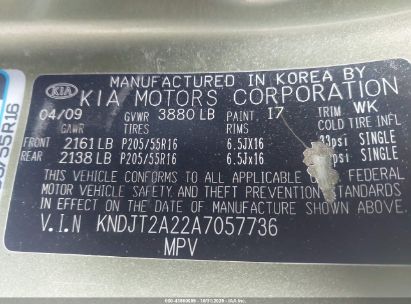 MANUFACTURED IN KOREA BY
KIA KIA MOTORS CORPORATION
04/09 GVWR 3880 LB PAINT. I7 TRIM WK
GAWR TIRES RIMS COLD TIRE INFL
FRONT 2161 LB P205/55R16 6.5JX16 psi SINGLE
REAR 2138 LB P205/55R16 6.5JX16 psi SINGLE
THIS VEHICLE CONFORMS TO ALL APPLICABLE FEDERAL
MOTOR VEHICLE SAFETY AND THEFT PREVENTION STANDARDS
IN EFFECT ON THE DATE OF MANUFACTURE SHOWN ABOVE
V.I.N KNDJT2A22A7057736
MPV
55R16